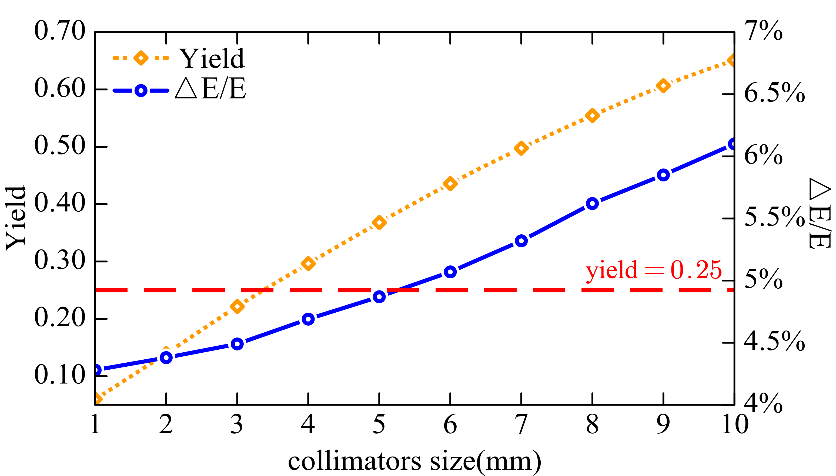 0.70
0.60
0.50
0.40
0.30
0.20
0.10
Yield
Yield
△E/E
7%
6.5%
6%
5.5%
5%
4.5%
4%
△E/E
yield = 0.25
1 2 3 4 5 6 7 8 9 10
collimators size(mm)